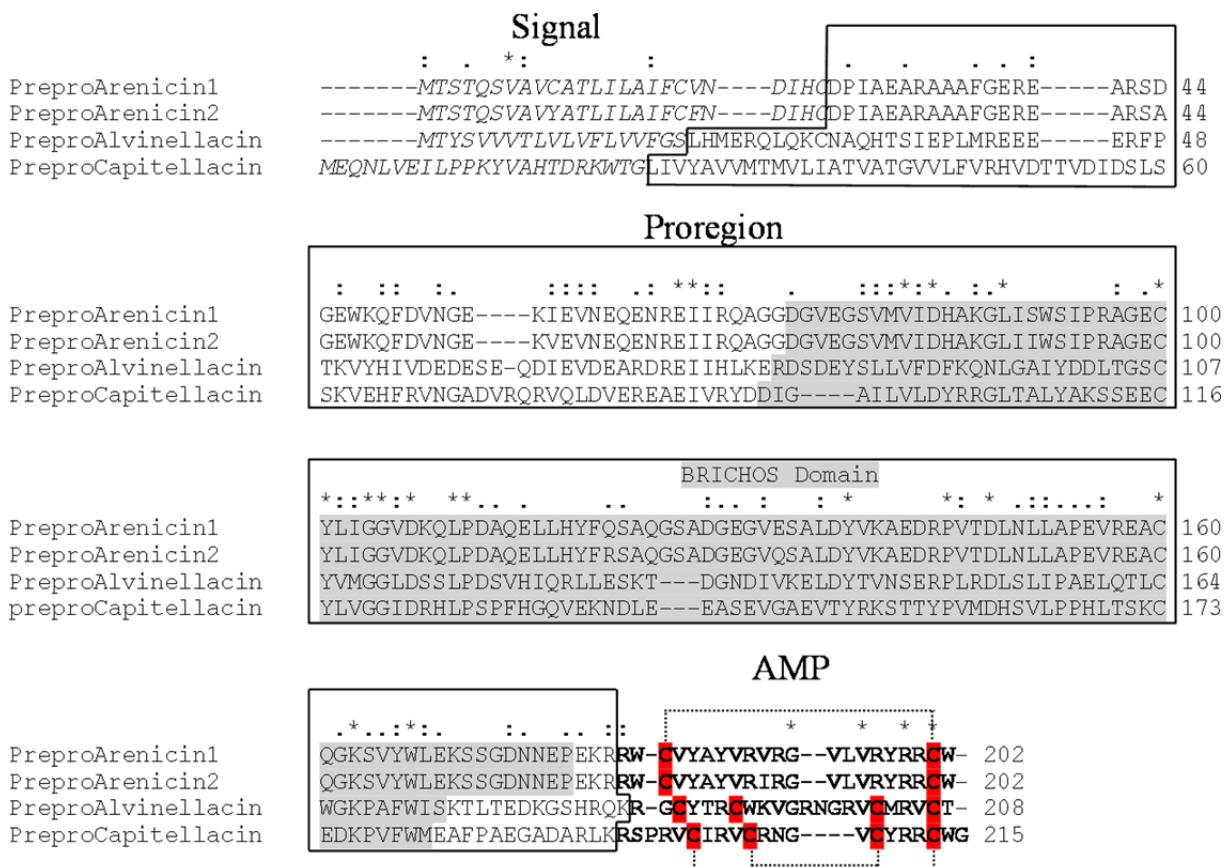 Signal
: . *: : . . . :
PreproArenicin1 -------MTSTQSVAVCATLILAIFCVN----DIHCDPIAEARAAAFGERE-----ARSD 44
PreproArenicin2 -------MTSTQSVAVYATLILAIFCFN----DIHCDPIAEARAAAFGERE-----ARSA 44
PreproAlvinellacin -------MTYSVVVTLVLVFLVVFGSLHMERQLQKCNAQHTSIEPLMREEE-----ERFP 48
PreproCapitellacin MEQNLVEILPPKYVAHTDRKWTGLIVYAVVMTMVLIATVATGVVLFVRHVDTTVDIDSLS 60
Proregion
: :: :. :::: .: **:: . :::*:*: :.* : *
PreproArenicin1 GEWKQFDVNGE----KIEVNEQENREIIRQAGGDGVEGSVMVIDHAKGLISWSIPRAGEC 100
PreproArenicin2 GEWKQFDVNGE----KVEVNEQENREIIRQAGGDGVEGSVMVIDHAKGLIIWSIPRAGEC 100
PreproAlvinellacin TKVYHIVDEDESE-QDIEVDEARDREIIHLKERDSDEYSLLVFDFKQNLGAIYDDLTGSC 107
PreproCapitellacin SKVEHFRVNGADVRQRVQLDVEREAEIVRYDDIG----AILVLDYRRGLTALYAKSSEEC 116
BRICHOS Domain
*::**:* **.. . .. :.: . : * *: * .::...: *
PreproArenicin1 YLIGGVDKQLPDAQELLHYFQSAQGSADGEGVESALDYVKAEDRPVTDLNLLAPEVREAC 160
PreproArenicin2 YLIGGVDKQLPDAQELLHYFRSAQGSADGEGVQSALDYVKAEDRPVTDLNLLAPEVREAC 160
PreproAlvinellacin YVMGGLDSSLPDSVHIQRLLESKT---DGNDIVKELDYTVNSERPLRDLSLIPAELQTLC 164
preproCapitellacin YLVGGIDRHLPSPFHGQVEKNDLE---EASEVGAEVTYRKSTTYPVMDHSVLPPHLTSKC 173
AMP
.*..:*: :. .. :: * * * *
PreproArenicin1 QGKSVYWLEKSSGDNNEPEKRRW-CVYAYVRVRG--VLVRYRRCW- 202
PreproArenicin2 QGKSVYWLEKSSGDNNEPEKRRW-CVYAYVRIRG--VLVRYRRCW- 202
PreproAlvinellacin WGKPAFWISKTLTEDKGSHRQKR-GCYTRCWKVGRNGRVCMRVCT- 208
PreproCapitellacin EDKPVFWMEAFPAEGADARLKRSPRVCIRVCRNG----VCYRRCWG 215